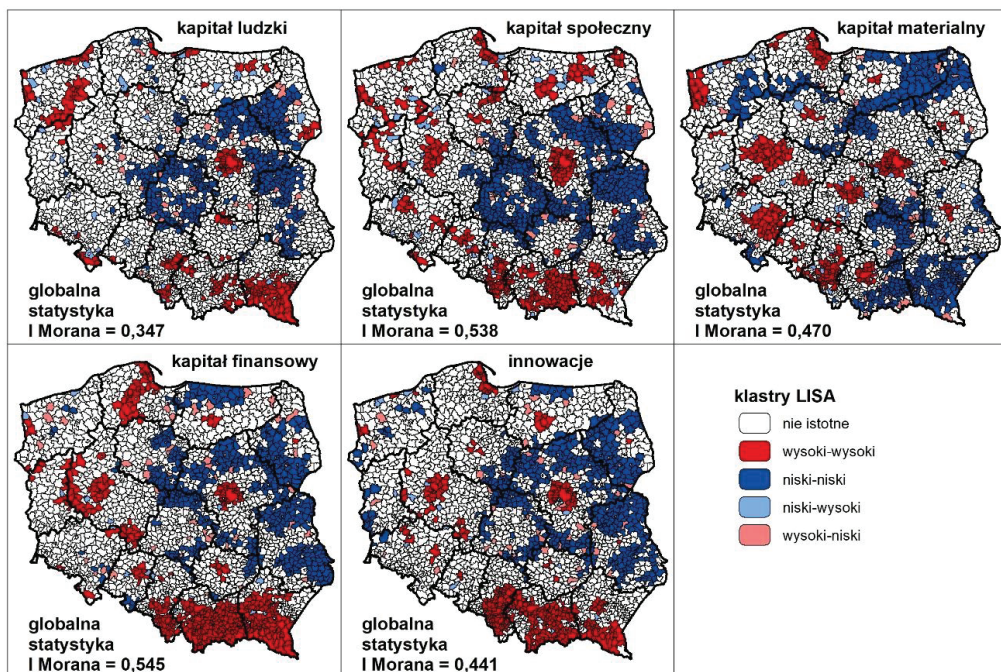 kapitał ludzki
globalna
statystyka
I Morana = 0,347
kapitał społeczny
globalna
statystyka
I Morana = 0,538
kapitał materialny
globalna
statystyka
I Morana = 0,470
kapitał finansowy
globalna
statystyka
I Morana = 0,545
innowacje
globalna
statystyka
I Morana = 0,441
klastry LISA
nie istotne
wysoki-wysoki
niski-niski
niski-wysoki
wysoki-niski